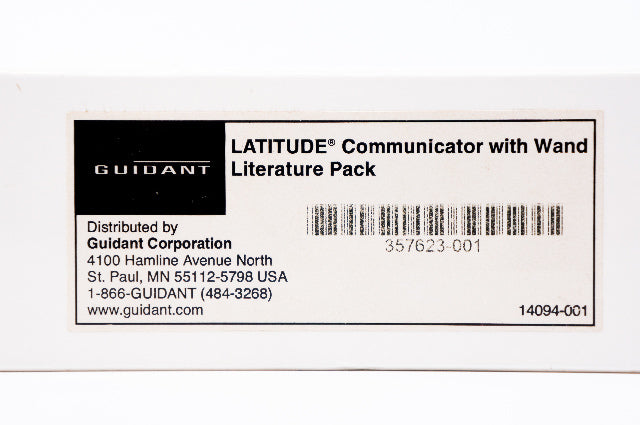 GUIDANT
LATITUDE® Communicator with Wand
Literature Pack
357623-001
Distributed by
Guidant Corporation
4100 Hamline Avenue North
St. Paul, MN 55112-5798 USA
1-866-GUIDANT (484-3268)
www.guidant.com
14094-001